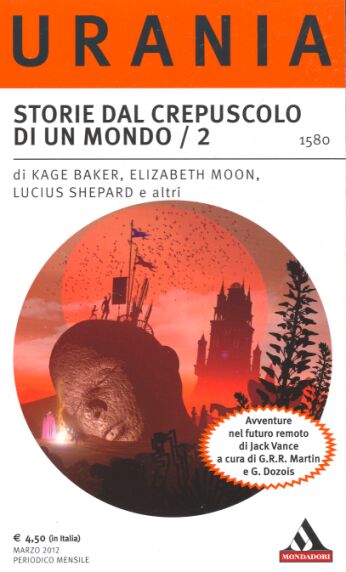 URANIA
STORIE DAL CREPUSCOLO
DI UN MONDO / 2
1580
di KAGE BAKER, ELIZABETH MOON,
LUCIUS SHEPARD e altri
Avventure
nel futuro remoto
di Jack Vance
a cura di G.R.R. Martin
e G. Dozois
€ 4,50 (in Italia)
MARZO 2012
PERIODICO MENSILE
MONDADORI